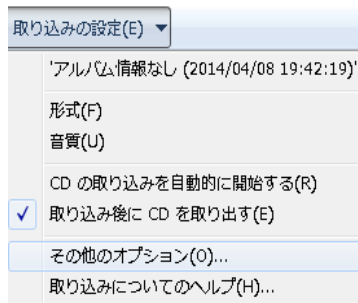 取り込みの設定(E) ▼
'アルバム情報なし (2014/04/08 19:42:19)'
形式(F)
音質(U)
CD の取り込みを自動的に開始する(R)
✓ 取り込み後に CD を取り出す(E)
その他のオプション(O)...
取り込みについてのヘルプ(H)...